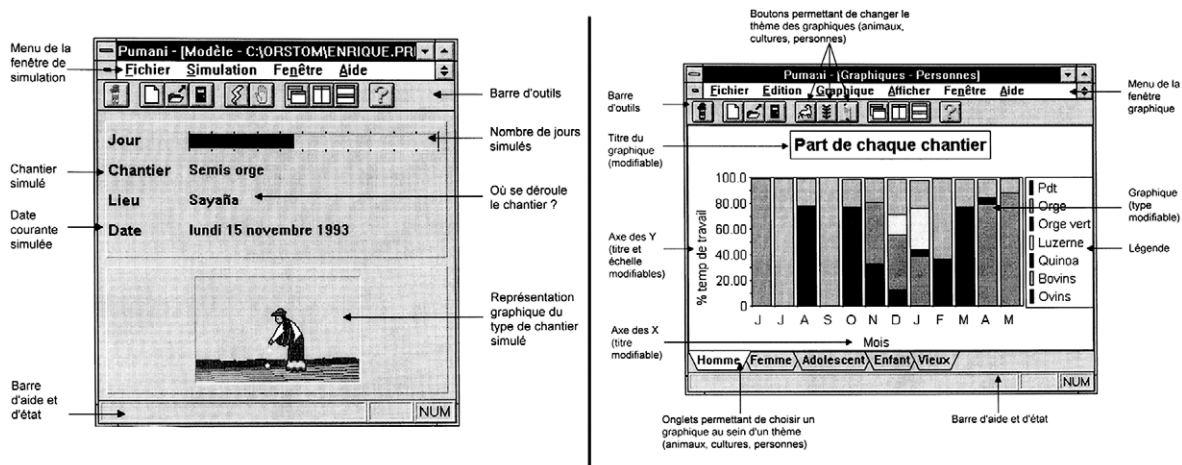 Menu de la
fenêtre de
simulation
Pumani - [Modèle - C:\ORSTOM\ENRIQUE.PRI
Fichier Simulation Fenêtre Aide
Barre d'outils
Jour
Nombre de jours
simulés
Chantier
simulé
Chantier Semis orge
Lieu Sayaña
Où se déroule
le chantier ?
Date
courante
simulée
Date lundi 15 novembre 1993
Représentation
graphique du
type de chantier
simulé
Barre
d'aide et
d'état
NUM
Boutons permettant de changer le
thème des graphiques (animaux,
cultures, personnes)
Pumani - [Graphiques - Personnes]
Fichier Edition Graphique Afficher Fenêtre Aide
Menu de la
fenêtre
graphique
Barre
d'outils
Titre du
graphique
(modifiable)
Part de chaque chantier
% temp de travail
100.00
80.00
60.00
40.00
20.00
0
Axe des Y
(titre et
échelle
modifiables)
J J A S O N D J F M A M
Mois
Axe des X
(titre
modifiable)
Pdt
Orge
Orge vert
Luzerne
Quinoa
Bovins
Ovins
Graphique
(type
modifiable)
Légende
Homme Femme Adolescent Enfant Vieux
NUM
Onglets permettant de choisir un
graphique au sein d'un thème
(animaux, cultures, personnes)
Barre d'aide et d'état